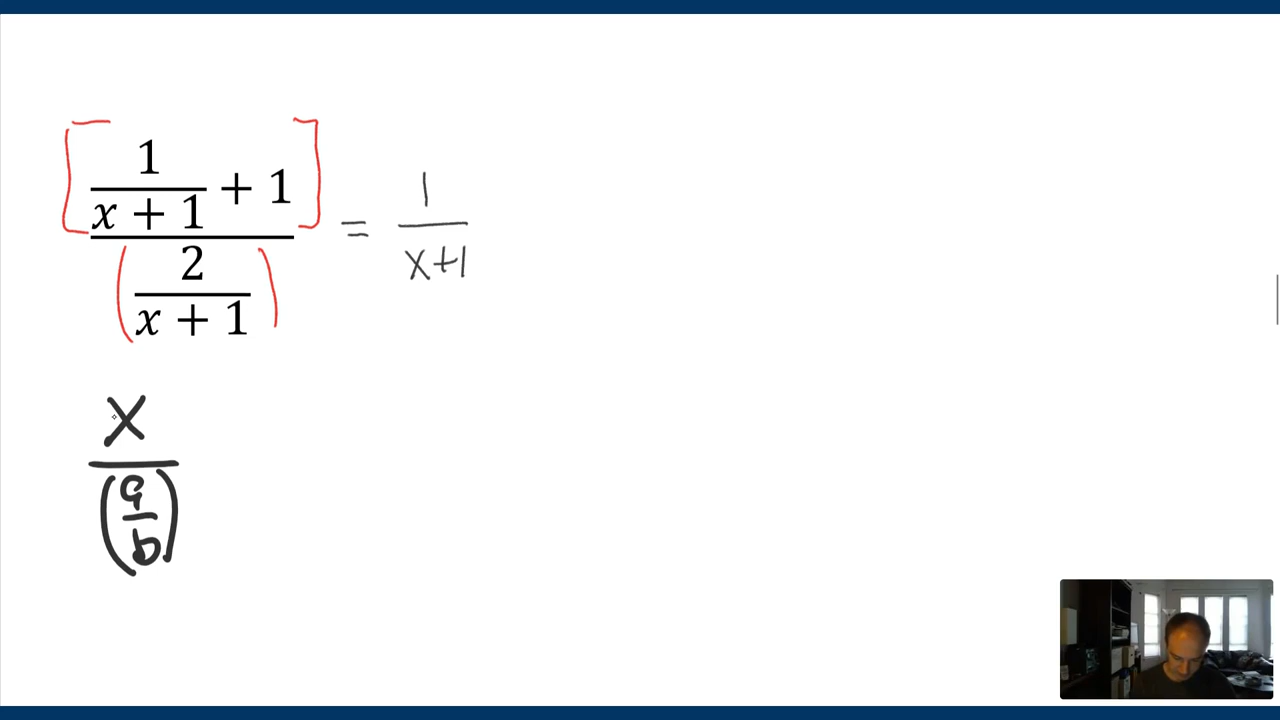 [1/(x + 1) + 1] / (2/(x + 1)) = 1/(x+1)
x/(a/b)